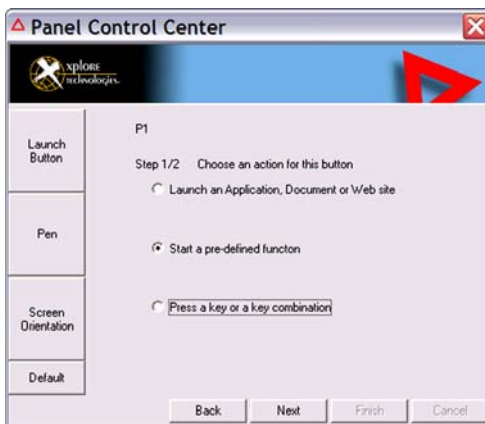 Panel Control Center
Xplore
Technologies.
Launch
Button
Pen
Screen
Orientation
Default
P1
Step 1/2 Choose an action for this button
Launch an Application, Document or Web site
Start a pre-defined functon
Press a key or a key combination
Back Next Finish Cancel